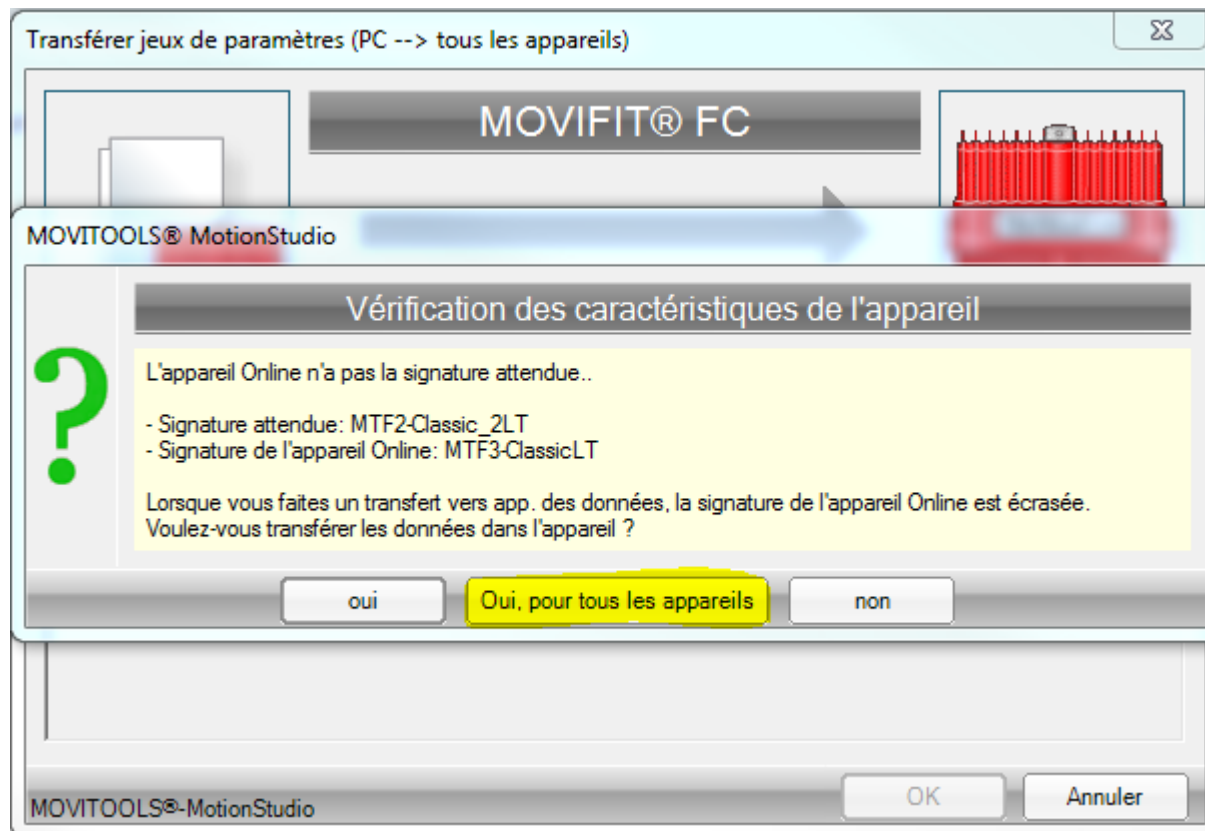 Transférer jeux de paramètres (PC --> tous les appareils)
MOVIFIT® FC
MOVITOOLS® MotionStudio
Vérification des caractéristiques de l'appareil
L'appareil Online n'a pas la signature attendue..
- Signature attendue: MTF2-Classic_2LT
- Signature de l'appareil Online: MTF3-ClassicLT
Lorsque vous faites un transfert vers app. des données, la signature de l'appareil Online est écrasée.
Voulez-vous transférer les données dans l'appareil ?
oui
Oui, pour tous les appareils
non
OK
Annuler
MOVITOOLS®-MotionStudio